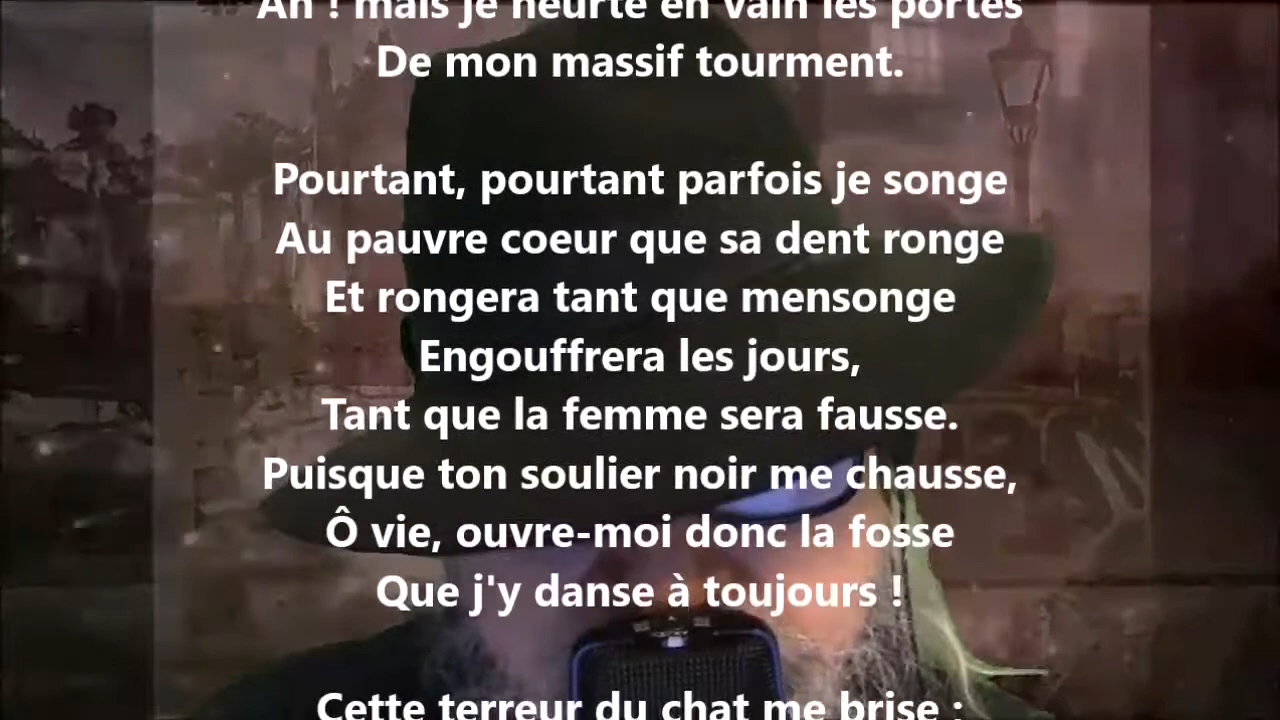 Ah ! mais je heurte en vain les portes
De mon massif tourment.
Pourtant, pourtant parfois je songe
Au pauvre coeur que sa dent ronge
Et rongera tant que mensonge
Engouffrera les jours,
Tant que la femme sera fausse.
Puisque ton soulier noir me chausse,
Ô vie, ouvre-moi donc la fosse
Que j'y danse à toujours !
Cette terreur du chat me brise ;